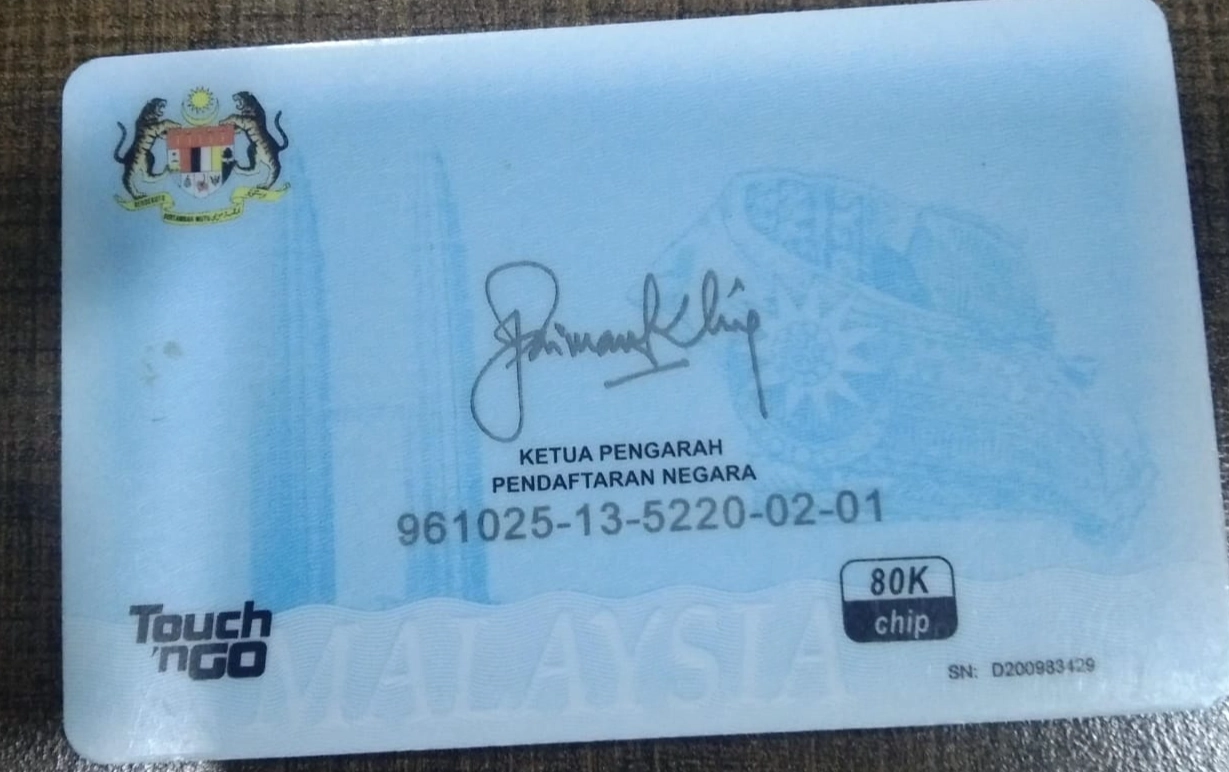 KETUA PENGARAH
PENDAFTARAN NEGARA
961025-13-5220-02-01
80K
chip
Touch
'nGO
MALAYSIA
SN: D200983429